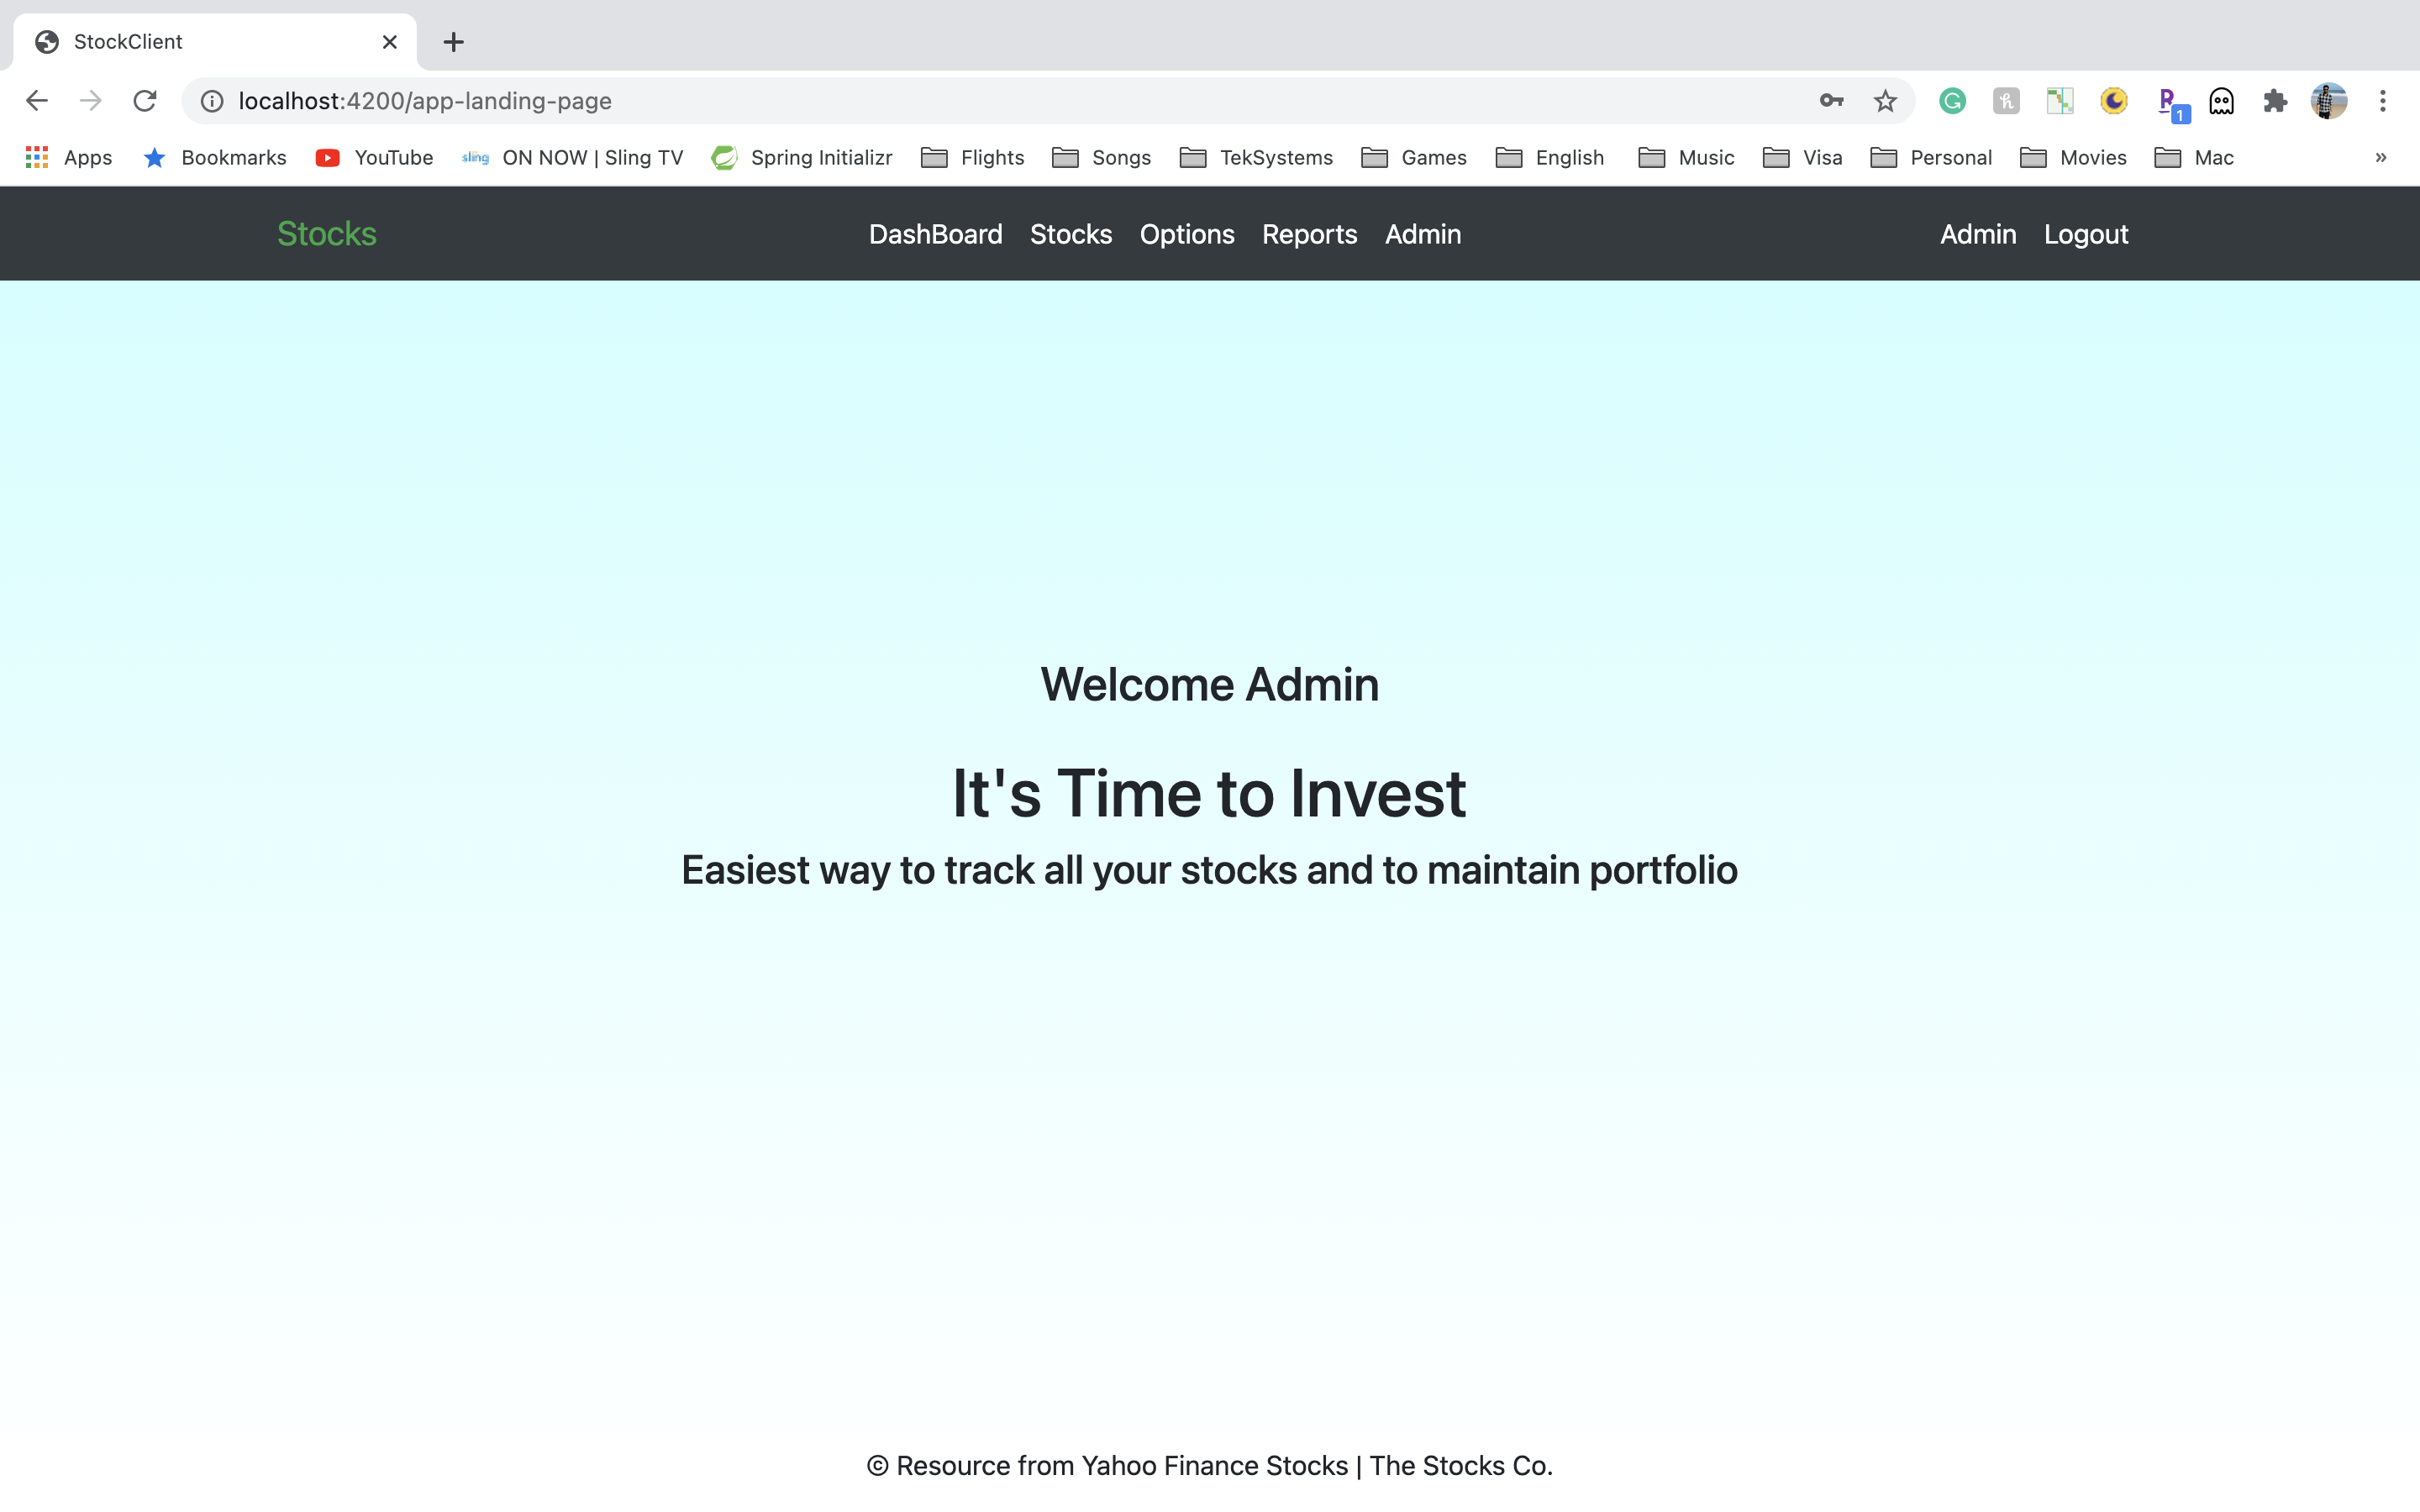 StockClient
localhost:4200/app-landing-page
1
Apps Bookmarks YouTube sling ON NOW | Sling TV Spring Initializr Flights Songs TekSystems Games English Music Visa Personal Movies Mac »
Stocks DashBoard Stocks Options Reports Admin Admin Logout
Welcome Admin
It's Time to Invest
Easiest way to track all your stocks and to maintain portfolio
© Resource from Yahoo Finance Stocks | The Stocks Co.